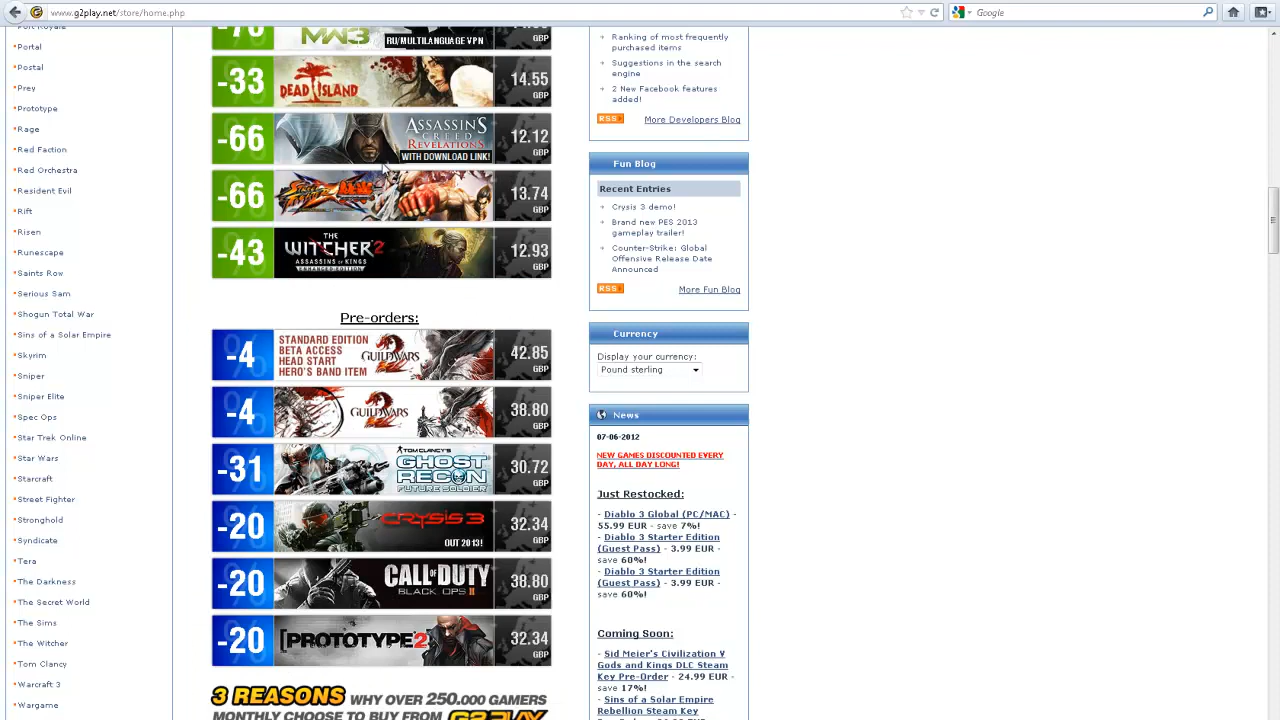 www.g2play.net/store/home.php
Google
Port Royale
Portal
Postal
Prey
Prototype
Rage
Red Faction
Red Orchestra
Resident Evil
Rift
Risen
Runescape
Saints Row
Serious Sam
Shogun Total War
Sins of a Solar Empire
Skyrim
Sniper
Sniper Elite
Spec Ops
Star Trek Online
Star Wars
Starcraft
Street Fighter
Stronghold
Syndicate
Tera
The Darkness
The Secret World
The Sims
The Witcher
Tom Clancy
Warcraft 3
Wargame
MW3
RU/MULTILANGUAGE VPN
GBP
-33
DEAD ISLAND
14.55
GBP
-66
ASSASSIN'S
CREED
REVELATIONS
WITH DOWNLOAD LINK!
12.12
GBP
-66
13.74
GBP
-43
THE
WITCHER 2
ASSASSINS OF KINGS
ENHANCED EDITION
12.93
GBP
Pre-orders:
-4
STANDARD EDITION
BETA ACCESS
HEAD START
HERO'S BAND ITEM
GUILD WARS 2
42.85
GBP
-4
GUILD WARS 2
38.80
GBP
-31
TOM CLANCY'S
GHOST
RECON
FUTURE SOLDIER
30.72
GBP
-20
CRYSIS 3
OUT 2013!
32.34
GBP
-20
CALL OF DUTY
BLACK OPS II
38.80
GBP
-20
[PROTOTYPE2]
32.34
GBP
3 REASONS WHY OVER 250.000 GAMERS
MONTHLY CHOOSE TO BUY FROM G2PLAY
Ranking of most frequently
purchased items
Suggestions in the search
engine
2 New Facebook features
added!
RSS
More Developers Blog
Fun Blog
Recent Entries
Crysis 3 demo!
Brand new PES 2013
gameplay trailer!
Counter-Strike: Global
Offensive Release Date
Announced
RSS
More Fun Blog
Currency
Display your currency:
Pound sterling
News
07-06-2012
NEW GAMES DISCOUNTED EVERY
DAY, ALL DAY LONG!
Just Restocked:
- Diablo 3 Global (PC/MAC) -
55.99 EUR - save 7%!
- Diablo 3 Starter Edition
(Guest Pass) - 3.99 EUR -
save 60%!
- Diablo 3 Starter Edition
(Guest Pass) - 3.99 EUR -
save 60%!
Coming Soon:
- Sid Meier's Civilization V
Gods and Kings DLC Steam
Key Pre-Order - 24.99 EUR -
save 17%!
- Sins of a Solar Empire
Rebellion Steam Key